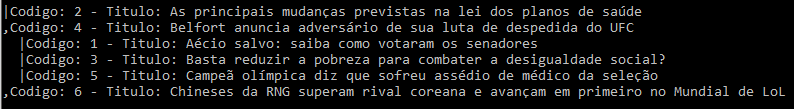 |Codigo: 2 - Titulo: As principais mudanças previstas na lei dos planos de saúde
,Codigo: 4 - Titulo: Belfort anuncia adversário de sua luta de despedida do UFC
|Codigo: 1 - Titulo: Aécio salvo: saiba como votaram os senadores
|Codigo: 3 - Titulo: Basta reduzir a pobreza para combater a desigualdade social?
|Codigo: 5 - Titulo: Campeã olímpica diz que sofreu assédio de médico da seleção
,Codigo: 6 - Titulo: Chineses da RNG superam rival coreana e avançam em primeiro no Mundial de LoL